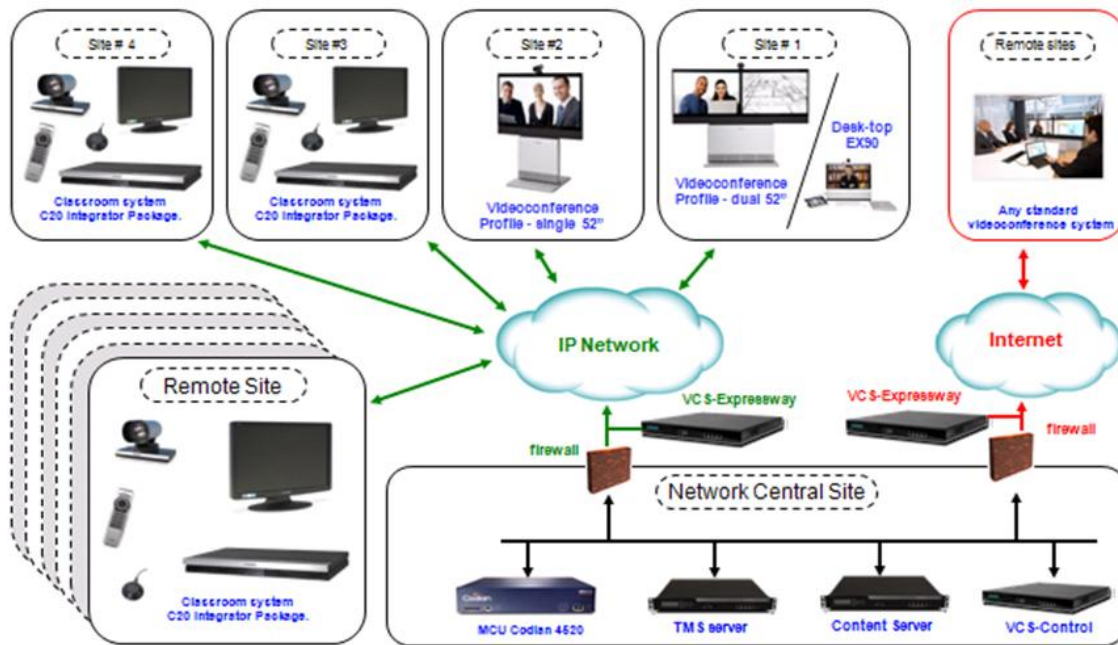 Site # 4
Site #3
Site #2
Site # 1
Remote sites
Classroom system
C20 Integrator Package.
Classroom system
C20 Integrator Package.
Videoconference
Profile - single 52"
Videoconference
Profile - dual 52"
Desk-top
EX90
Any standard
videoconference system
IP Network
Internet
Remote Site
Classroom system
C20 Integrator Package.
VCS-Expressway
VCS-Expressway
firewall
firewall
Network Central Site
Codian
MCU Codian 4520
TMS server
Content Server
VCS-Control